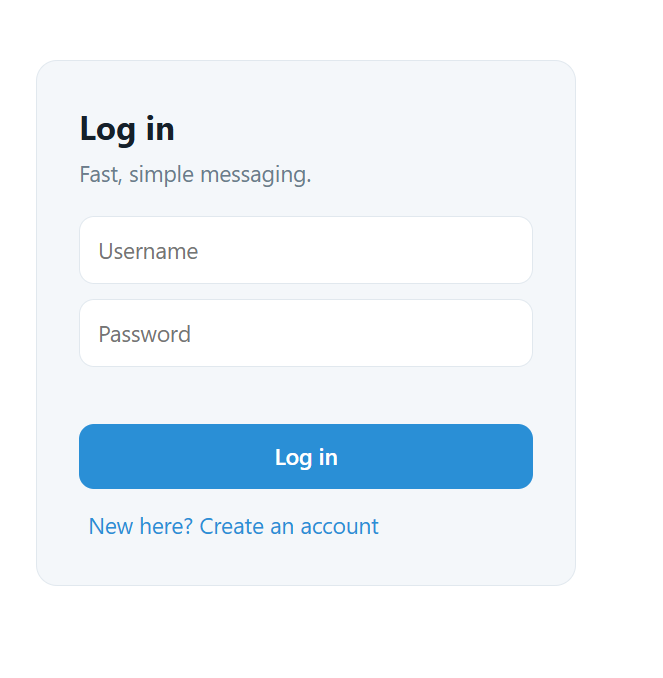 Log in
Fast, simple messaging.
Username
Password
Log in
New here? Create an account